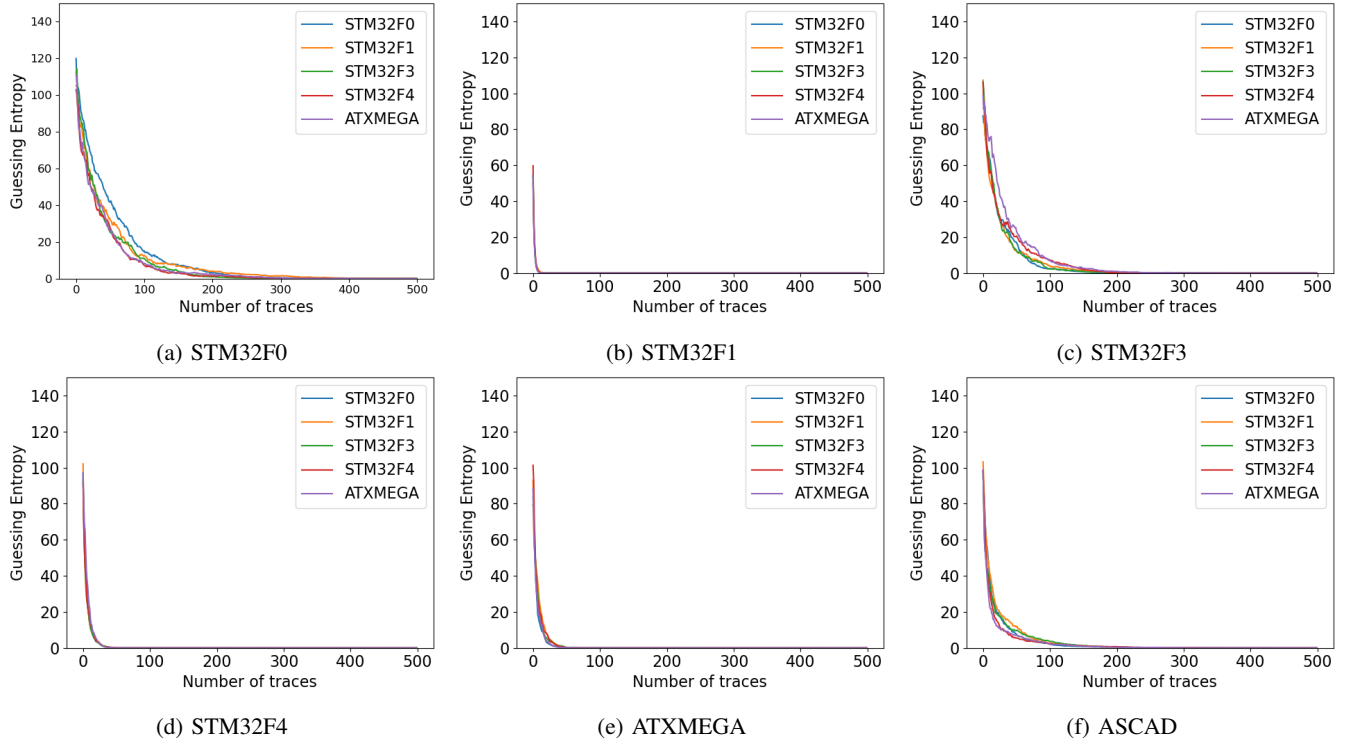 140
120
100
80
60
40
20
0
Guessing Entropy
STM32F0
STM32F1
STM32F3
STM32F4
ATXMEGA
0 100 200 300 400 500
Number of traces
(a) STM32F0
140
120
100
80
60
40
20
0
Guessing Entropy
STM32F0
STM32F1
STM32F3
STM32F4
ATXMEGA
0 100 200 300 400 500
Number of traces
(b) STM32F1
140
120
100
80
60
40
20
0
Guessing Entropy
STM32F0
STM32F1
STM32F3
STM32F4
ATXMEGA
0 100 200 300 400 500
Number of traces
(c) STM32F3
140
120
100
80
60
40
20
0
Guessing Entropy
STM32F0
STM32F1
STM32F3
STM32F4
ATXMEGA
0 100 200 300 400 500
Number of traces
(d) STM32F4
140
120
100
80
60
40
20
0
Guessing Entropy
STM32F0
STM32F1
STM32F3
STM32F4
ATXMEGA
0 100 200 300 400 500
Number of traces
(e) ATXMEGA
140
120
100
80
60
40
20
0
Guessing Entropy
STM32F0
STM32F1
STM32F3
STM32F4
ATXMEGA
0 100 200 300 400 500
Number of traces
(f) ASCAD